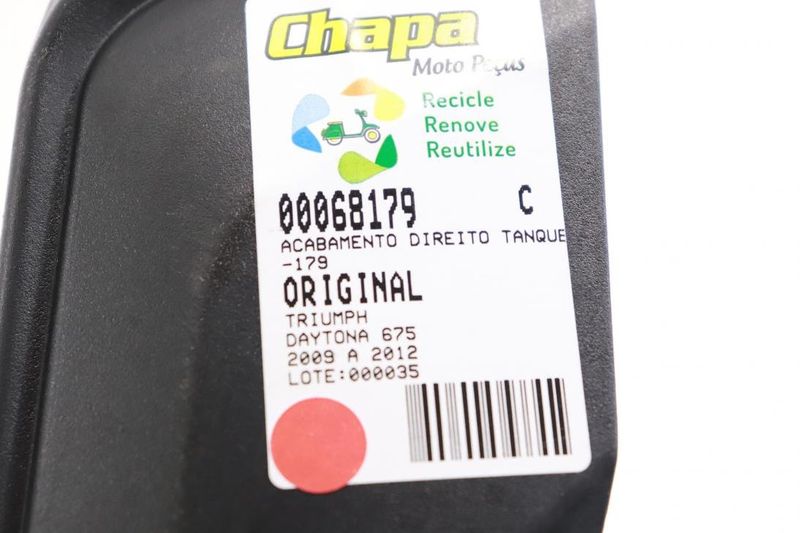 Chapa
Moto Peças
Recicle
Renove
Reutilize
00068179 C
ACABAMENTO DIREITO TANQUE
-179
ORIGINAL
TRIUMPH
DAYTONA 675
2009 A 2012
LOTE:000035